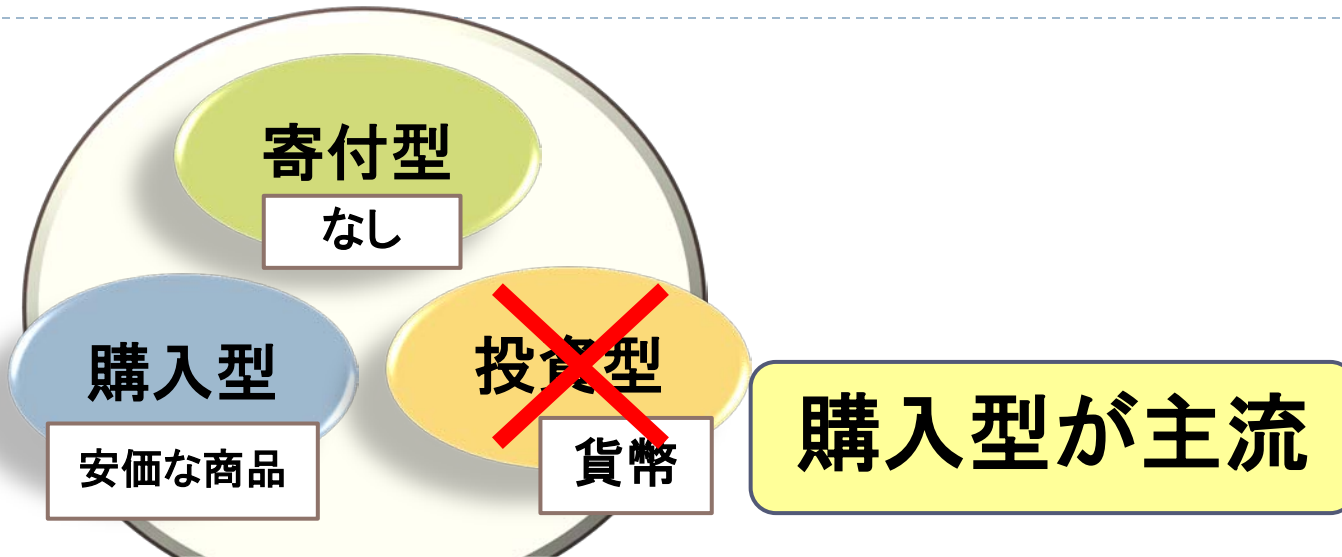 寄付型
なし
購入型
安価な商品
投資型
貨幣
購入型が主流